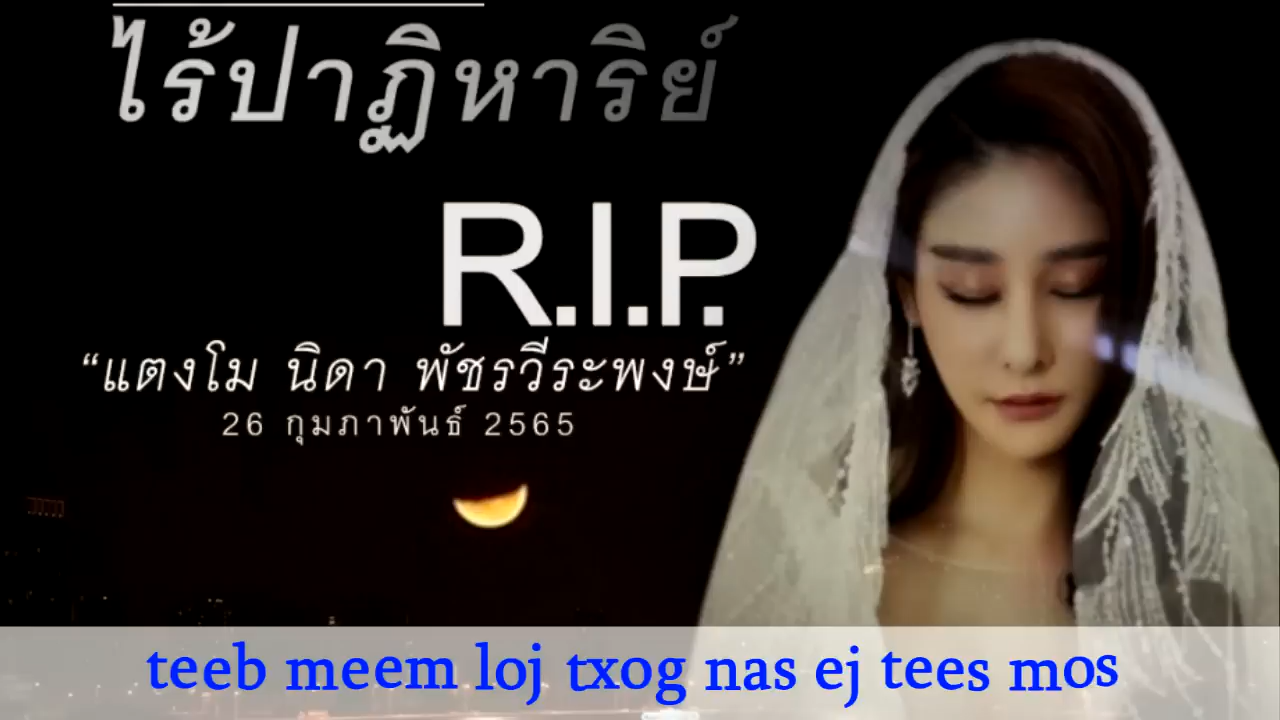 ไร้ปาฏิหาริย์
R.I.P.
“แตงโม นิดา พัชรวีระพงษ์”
26 กุมภาพันธ์ 2565
teeb meem loj txog nas ej tees mos